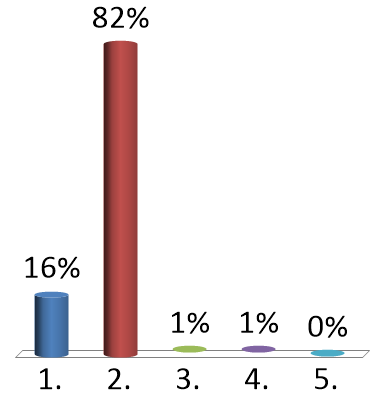 82%
16%
1% 1% 0%
1. 2. 3. 4. 5.